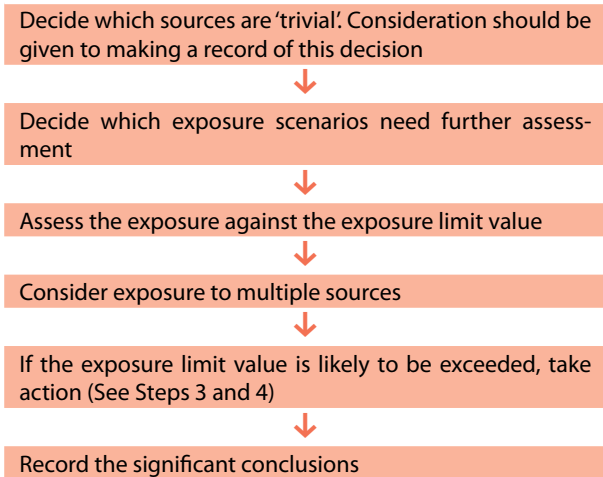 Decide which sources are ‘trivial’. Consideration should be
given to making a record of this decision
Decide which exposure scenarios need further assess-
ment
Assess the exposure against the exposure limit value
Consider exposure to multiple sources
If the exposure limit value is likely to be exceeded, take
action (See Steps 3 and 4)
Record the significant conclusions